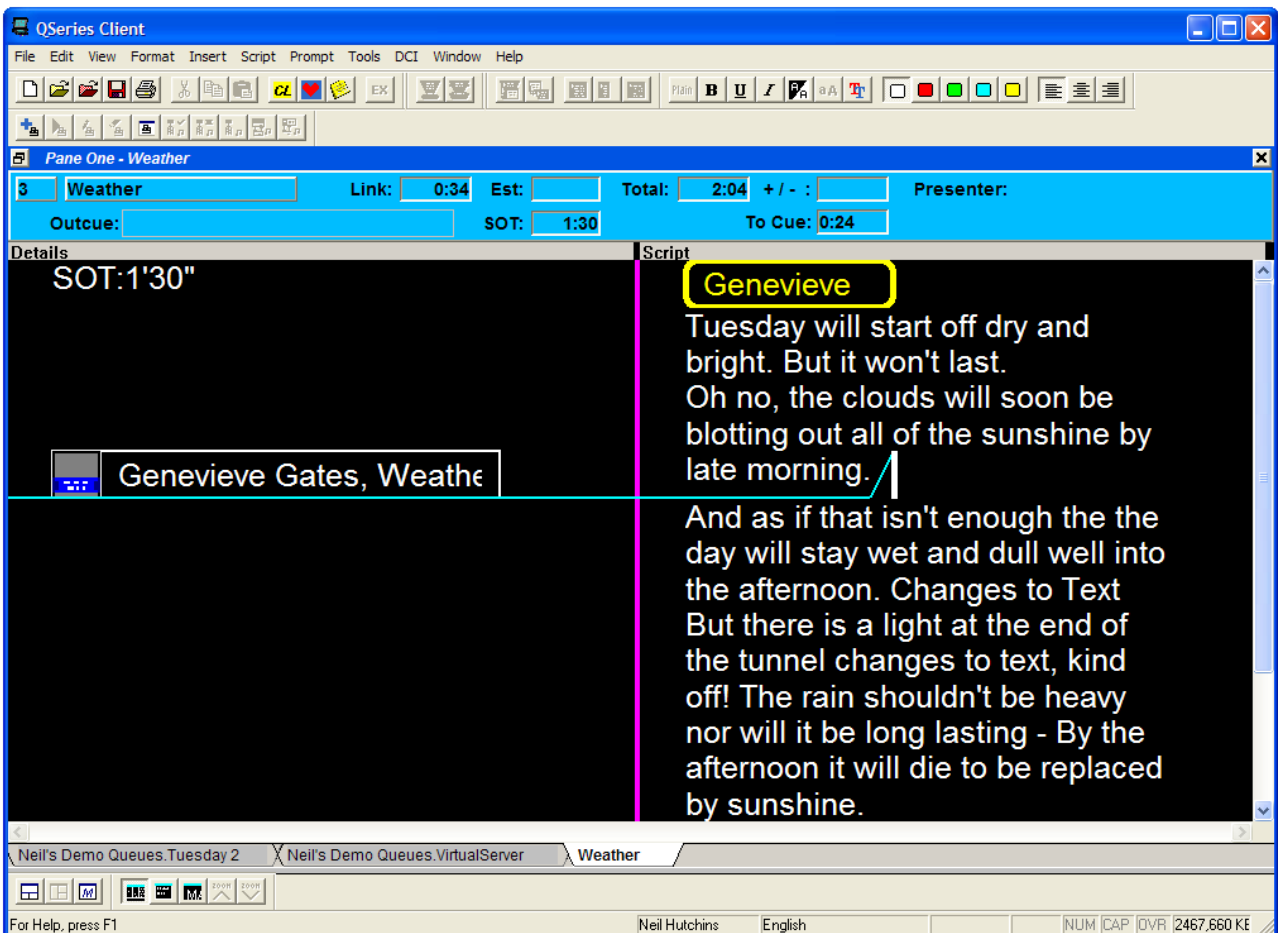 QSeries Client
File Edit View Format Insert Script Prompt Tools DCI Window Help
CL EX Plain B U I A A aA Tr
Pane One - Weather
3 Weather Link: 0:34 Est: Total: 2:04 + / - : Presenter:
Outcue: SOT: 1:30 To Cue: 0:24
Details Script
SOT:1'30"
Genevieve
Tuesday will start off dry and
bright. But it won't last.
Oh no, the clouds will soon be
blotting out all of the sunshine by
late morning.
Genevieve Gates, Weathe
And as if that isn't enough the the
day will stay wet and dull well into
the afternoon. Changes to Text
But there is a light at the end of
the tunnel changes to text, kind
off! The rain shouldn't be heavy
nor will it be long lasting - By the
afternoon it will die to be replaced
by sunshine.
Neil's Demo Queues.Tuesday 2 Neil's Demo Queues.VirtualServer Weather
M M zoom zoom
For Help, press F1 Neil Hutchins English NUM CAP OVR 2467,660 KE